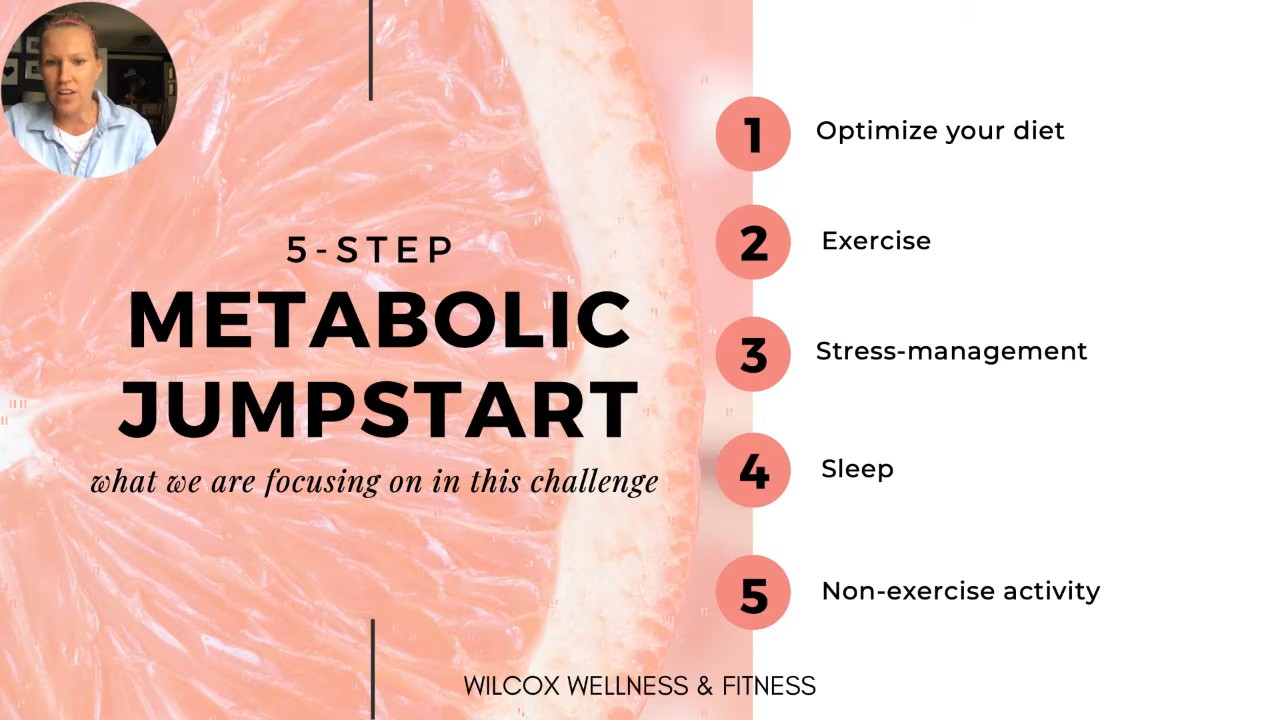 5-STEP
METABOLIC
JUMPSTART
what we are focusing on in this challenge
1 Optimize your diet
2 Exercise
3 Stress-management
4 Sleep
5 Non-exercise activity
WILCOX WELLNESS & FITNESS